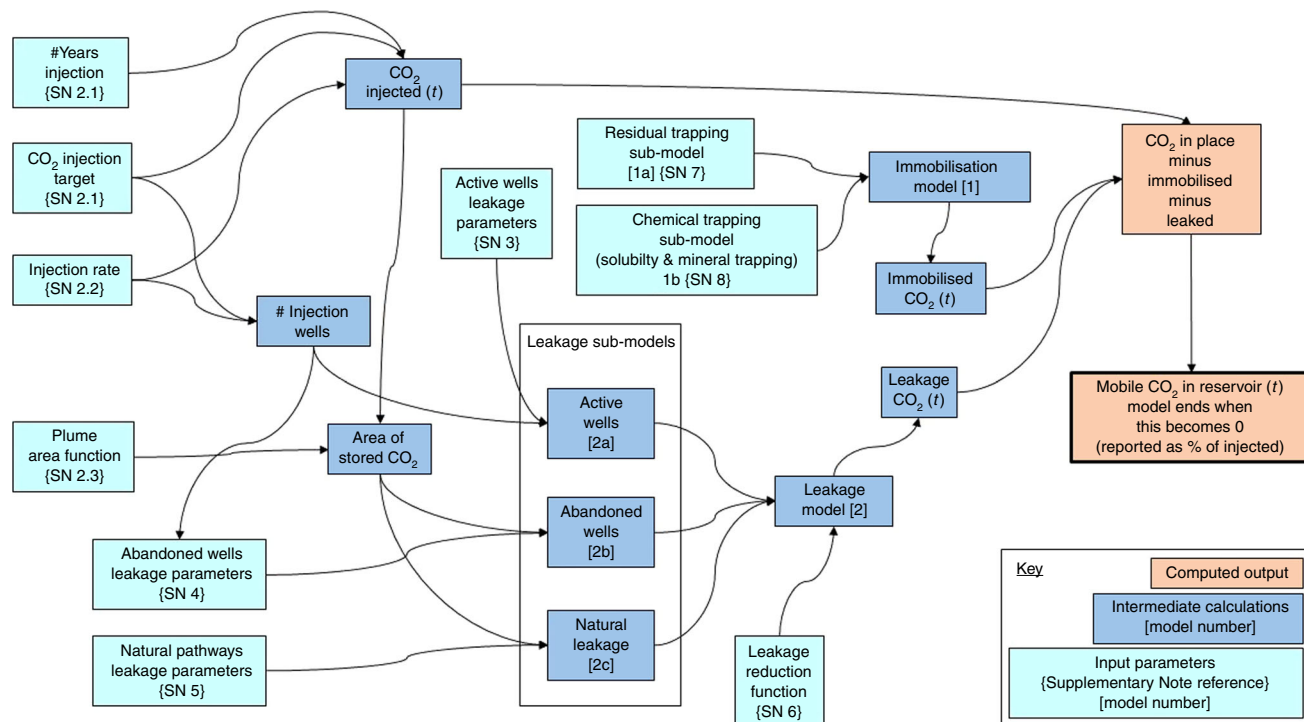 #Years
injection
{SN 2.1}
CO2 injection
target
{SN 2.1}
Injection rate
{SN 2.2}
Plume
area function
{SN 2.3}
Abandoned wells
leakage parameters
{SN 4}
Natural pathways
leakage parameters
{SN 5}
CO2
injected (t)
# Injection
wells
Area of
stored CO2
Active wells
leakage
parameters
{SN 3}
Leakage sub-models
Active
wells
[2a]
Abandoned
wells
[2b]
Natural
leakage
[2c]
Residual trapping
sub-model
[1a] {SN 7}
Chemical trapping
sub-model
(solubilty & mineral trapping)
1b {SN 8}
Immobilisation
model [1]
Immobilised
CO2 (t)
Leakage
CO2 (t)
Leakage
model [2]
Leakage
reduction
function
{SN 6}
CO2 in place
minus
immobilised
minus
leaked
Mobile CO2 in reservoir (t)
model ends when
this becomes 0
(reported as % of injected)
Key
Computed output
Intermediate calculations
[model number]
Input parameters
{Supplementary Note reference}
[model number]